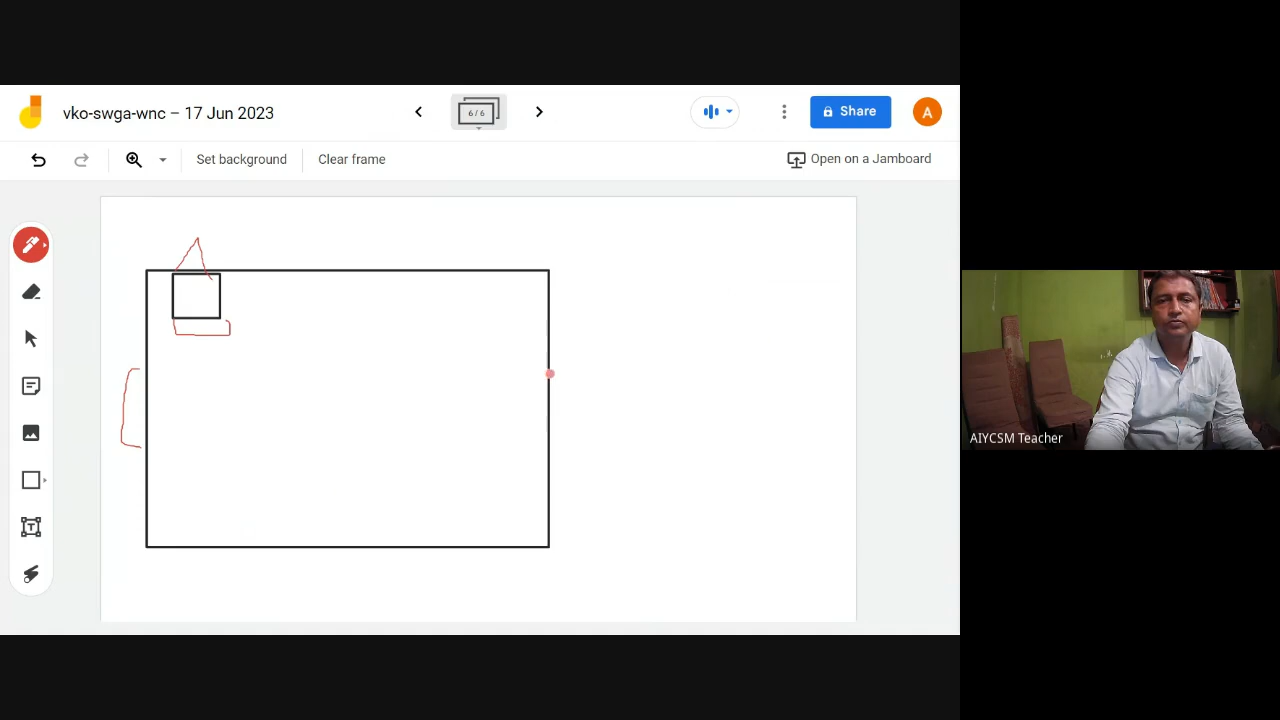 vko-swga-wnc – 17 Jun 2023
6 / 6
Share
A
Set background
Clear frame
Open on a Jamboard
T
AIYCSM Teacher